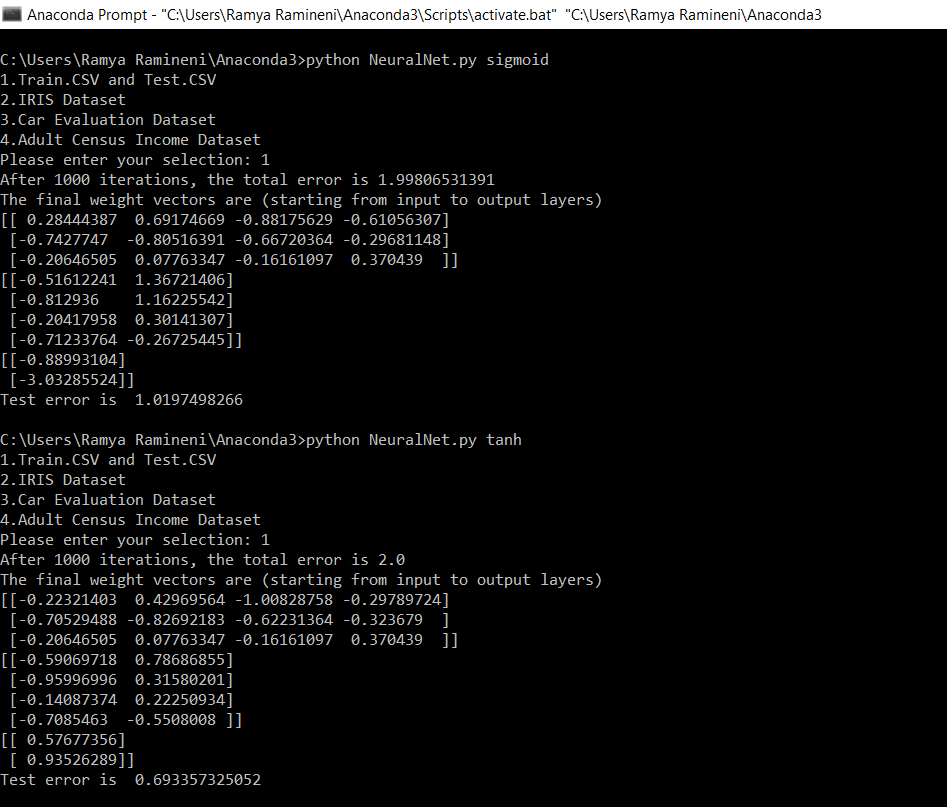 Anaconda Prompt - "C:\Users\Ramya Ramineni\Anaconda3\Scripts\activate.bat"  "C:\Users\Ramya Ramineni\Anaconda3
C:\Users\Ramya Ramineni\Anaconda3>python NeuralNet.py sigmoid
1.Train.CSV and Test.CSV
2.IRIS Dataset
3.Car Evaluation Dataset
4.Adult Census Income Dataset
Please enter your selection: 1
After 1000 iterations, the total error is 1.99806531391
The final weight vectors are (starting from input to output layers)
[[ 0.28444387  0.69174669 -0.88175629 -0.61056307]
 [-0.7427747  -0.80516391 -0.66720364 -0.29681148]
 [-0.20646505  0.07763347 -0.16161097  0.370439  ]]
[[-0.51612241  1.36721406]
 [-0.812936    1.16225542]
 [-0.20417958  0.30141307]
 [-0.71233764 -0.26725445]]
[[-0.88993104]
 [-3.03285524]]
Test error is  1.0197498266
C:\Users\Ramya Ramineni\Anaconda3>python NeuralNet.py tanh
1.Train.CSV and Test.CSV
2.IRIS Dataset
3.Car Evaluation Dataset
4.Adult Census Income Dataset
Please enter your selection: 1
After 1000 iterations, the total error is 2.0
The final weight vectors are (starting from input to output layers)
[[-0.22321403  0.42969564 -1.00828758 -0.29789724]
 [-0.70529488 -0.82692183 -0.62231364 -0.323679  ]
 [-0.20646505  0.07763347 -0.16161097  0.370439  ]]
[[-0.59069718  0.78686855]
 [-0.95996996  0.31580201]
 [-0.14087374  0.22250934]
 [-0.7085463  -0.5508008 ]]
[[ 0.57677356]
 [ 0.93526289]]
Test error is  0.693357325052